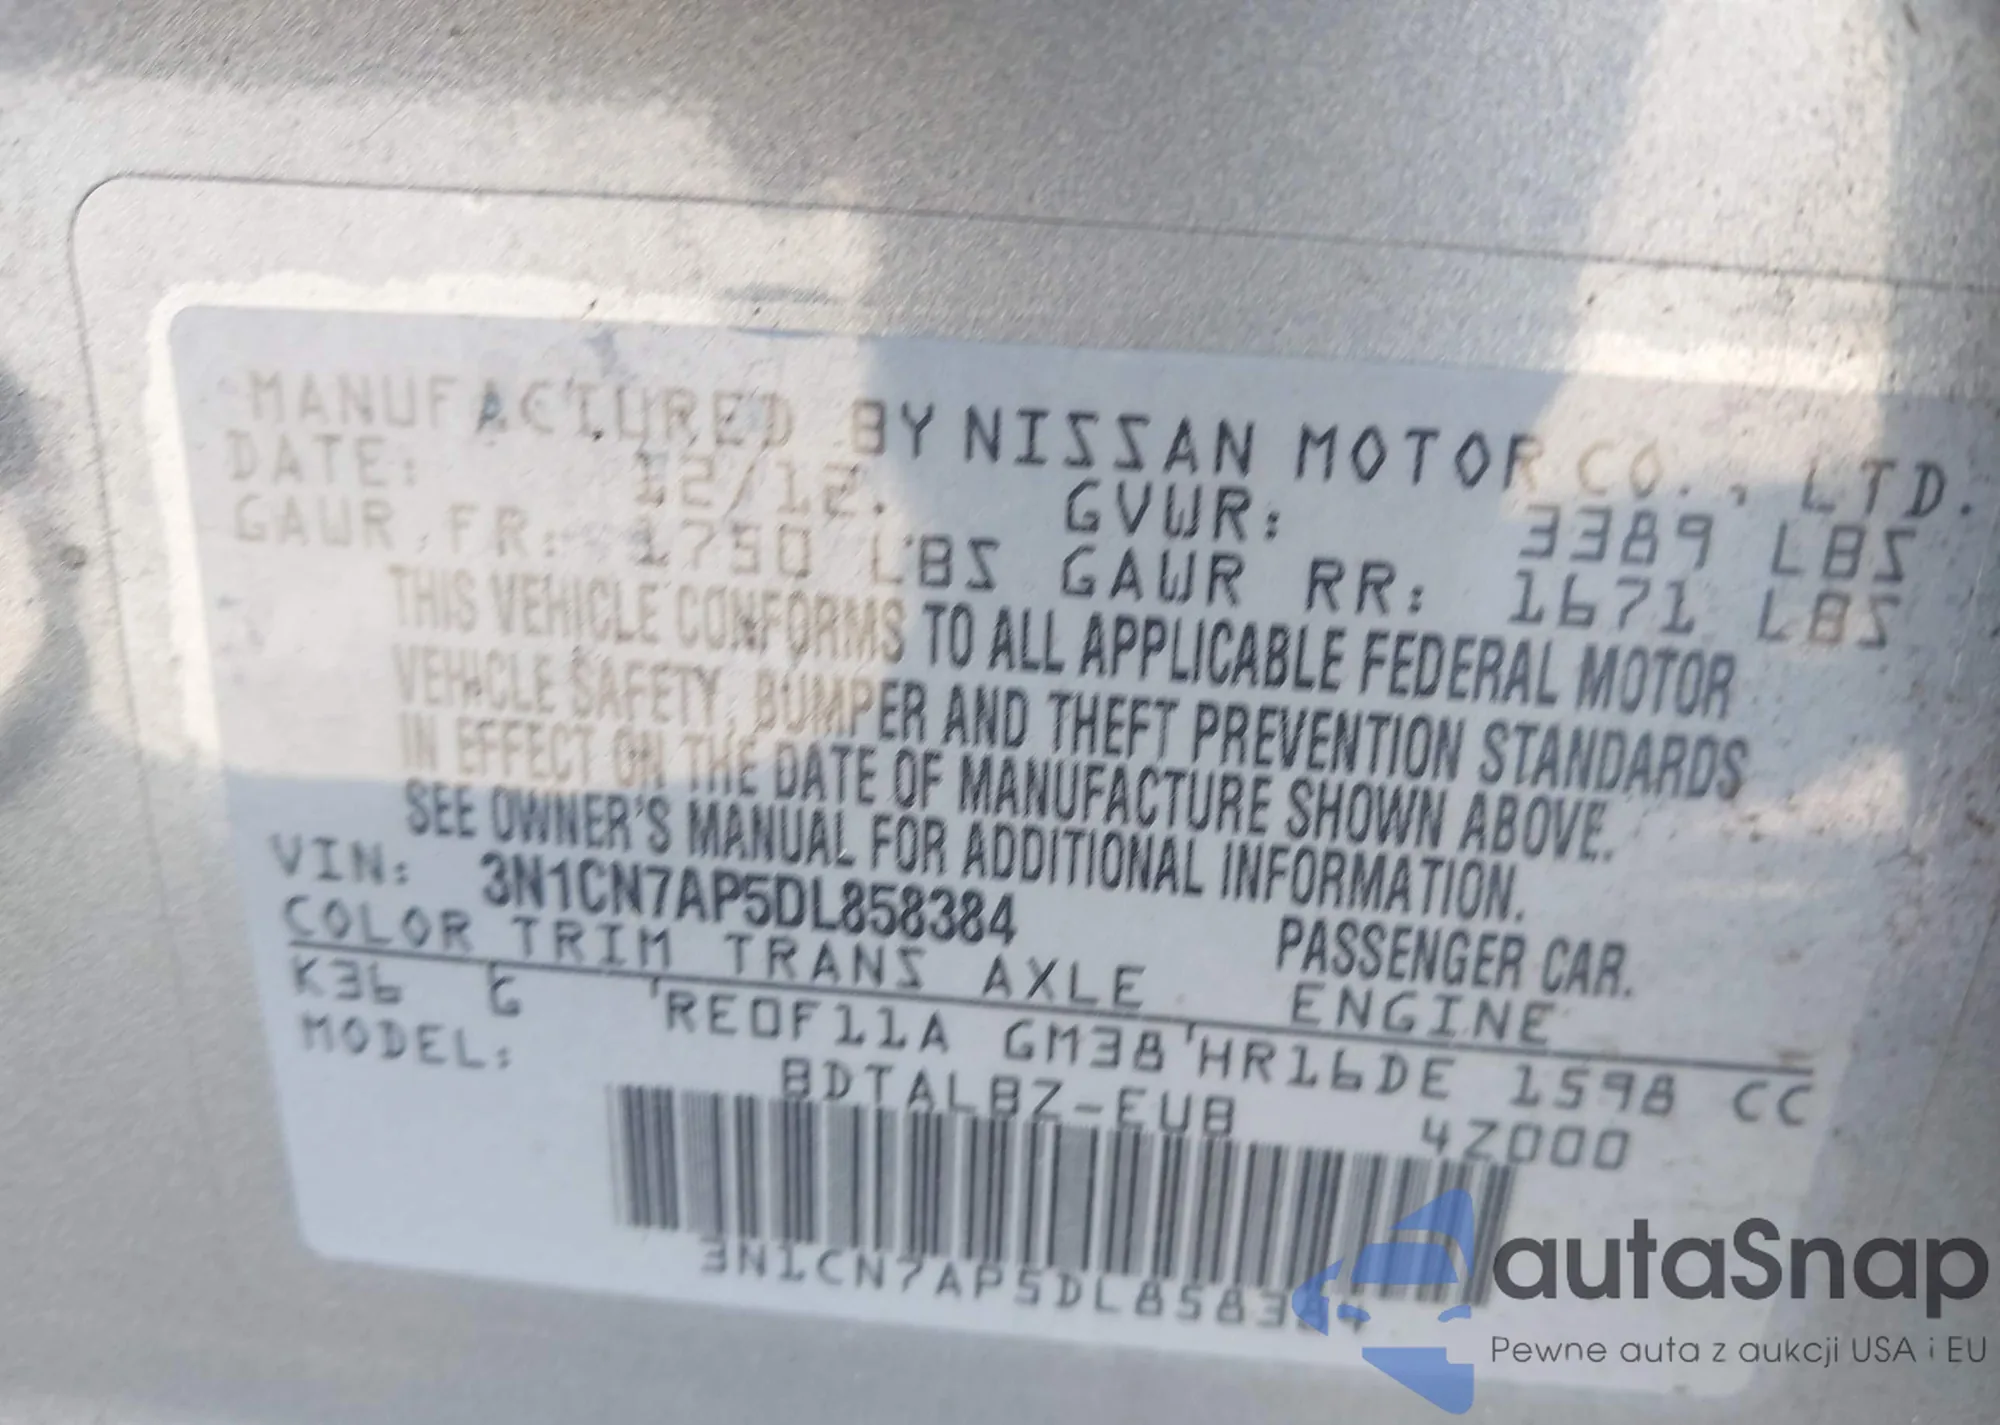 MANUFACTURED BY NISSAN MOTOR CO., LTD.
DATE: 12/12. GVWR: 3389 LBS
GAWR FR: 1750 LBS GAWR RR: 1671 LBS
THIS VEHICLE CONFORMS TO ALL APPLICABLE FEDERAL MOTOR
VEHICLE SAFETY, BUMPER AND THEFT PREVENTION STANDARDS
IN EFFECT ON THE DATE OF MANUFACTURE SHOWN ABOVE.
SEE OWNER'S MANUAL FOR ADDITIONAL INFORMATION.
VIN: 3N1CN7AP5DL858384 PASSENGER CAR.
COLOR TRIM TRANS AXLE ENGINE
K36 G RE0F11A GM38 HR16DE 1598 CC
MODEL: BDTALBZ-EUB 4Z000
3N1CN7AP5DL858384
autaSnap
Pewne auta z aukcji USA i EU